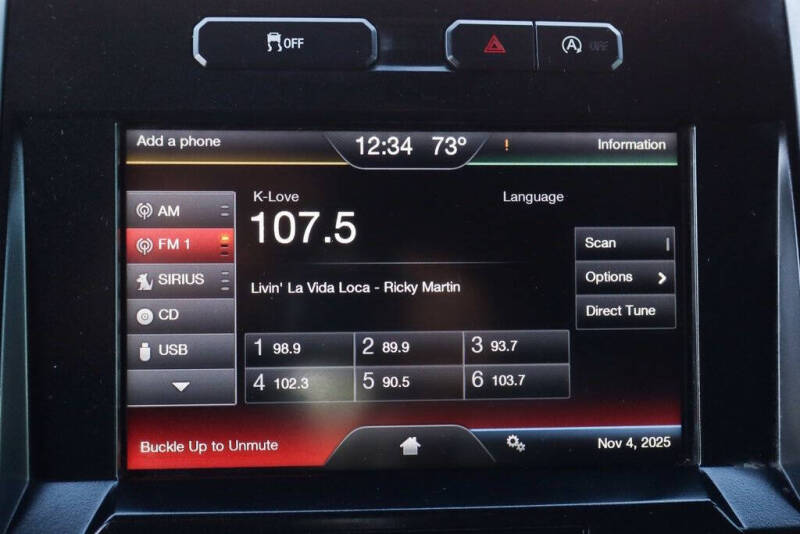 OFF
A OFF
Add a phone 12:34 73° ! Information
K-Love Language
107.5
AM
FM 1
SIRIUS
CD
USB
Livin' La Vida Loca - Ricky Martin
Scan
Options
Direct Tune
1 98.9 2 89.9 3 93.7
4 102.3 5 90.5 6 103.7
Buckle Up to Unmute Nov 4, 2025